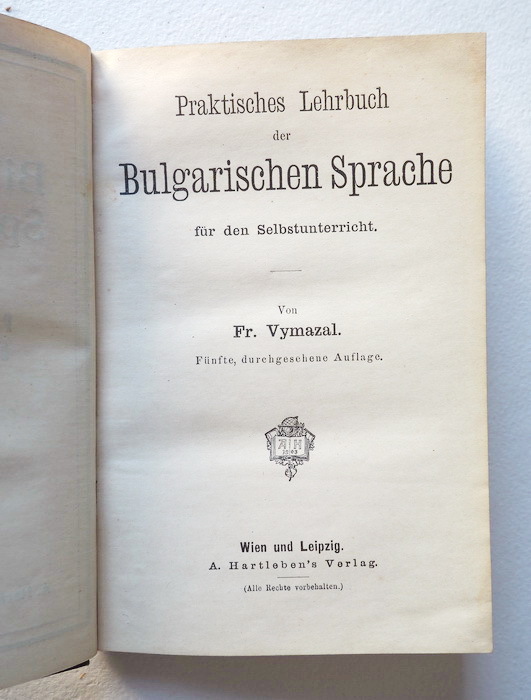 Praktisches Lehrbuch
der
Bulgarischen Sprache
für den Selbstunterricht.
Von
Fr. Vymazal.
Fünfte, durchgesehene Auflage.
A H
Wien und Leipzig.
A. Hartleben's Verlag.
(Alle Rechte vorbehalten.)